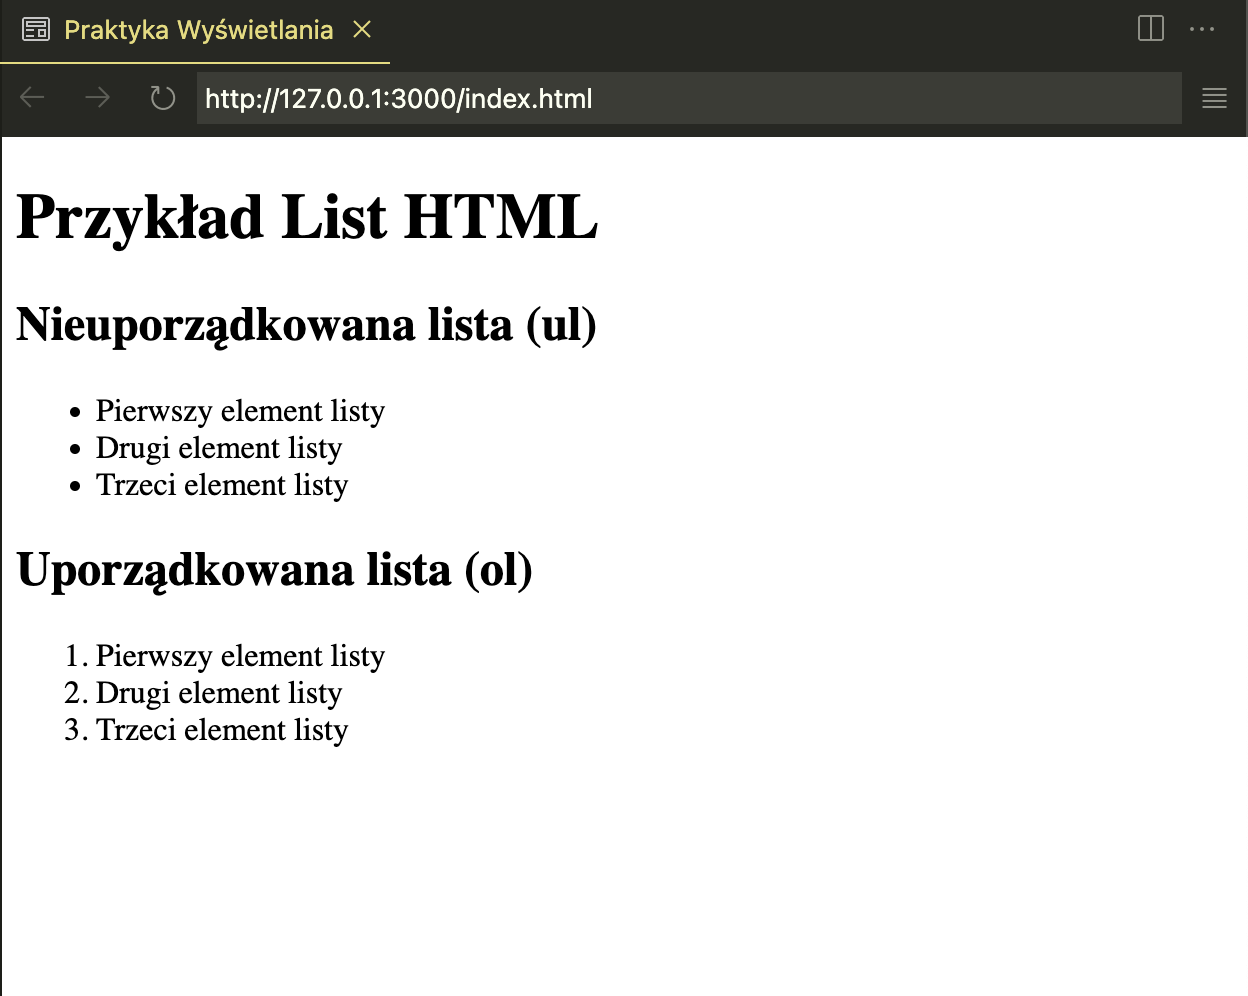 Praktyka Wyświetlania
http://127.0.0.1:3000/index.html
Przykład List HTML
Nieuporządkowana lista (ul)
• Pierwszy element listy
• Drugi element listy
• Trzeci element listy
Uporządkowana lista (ol)
1. Pierwszy element listy
2. Drugi element listy
3. Trzeci element listy